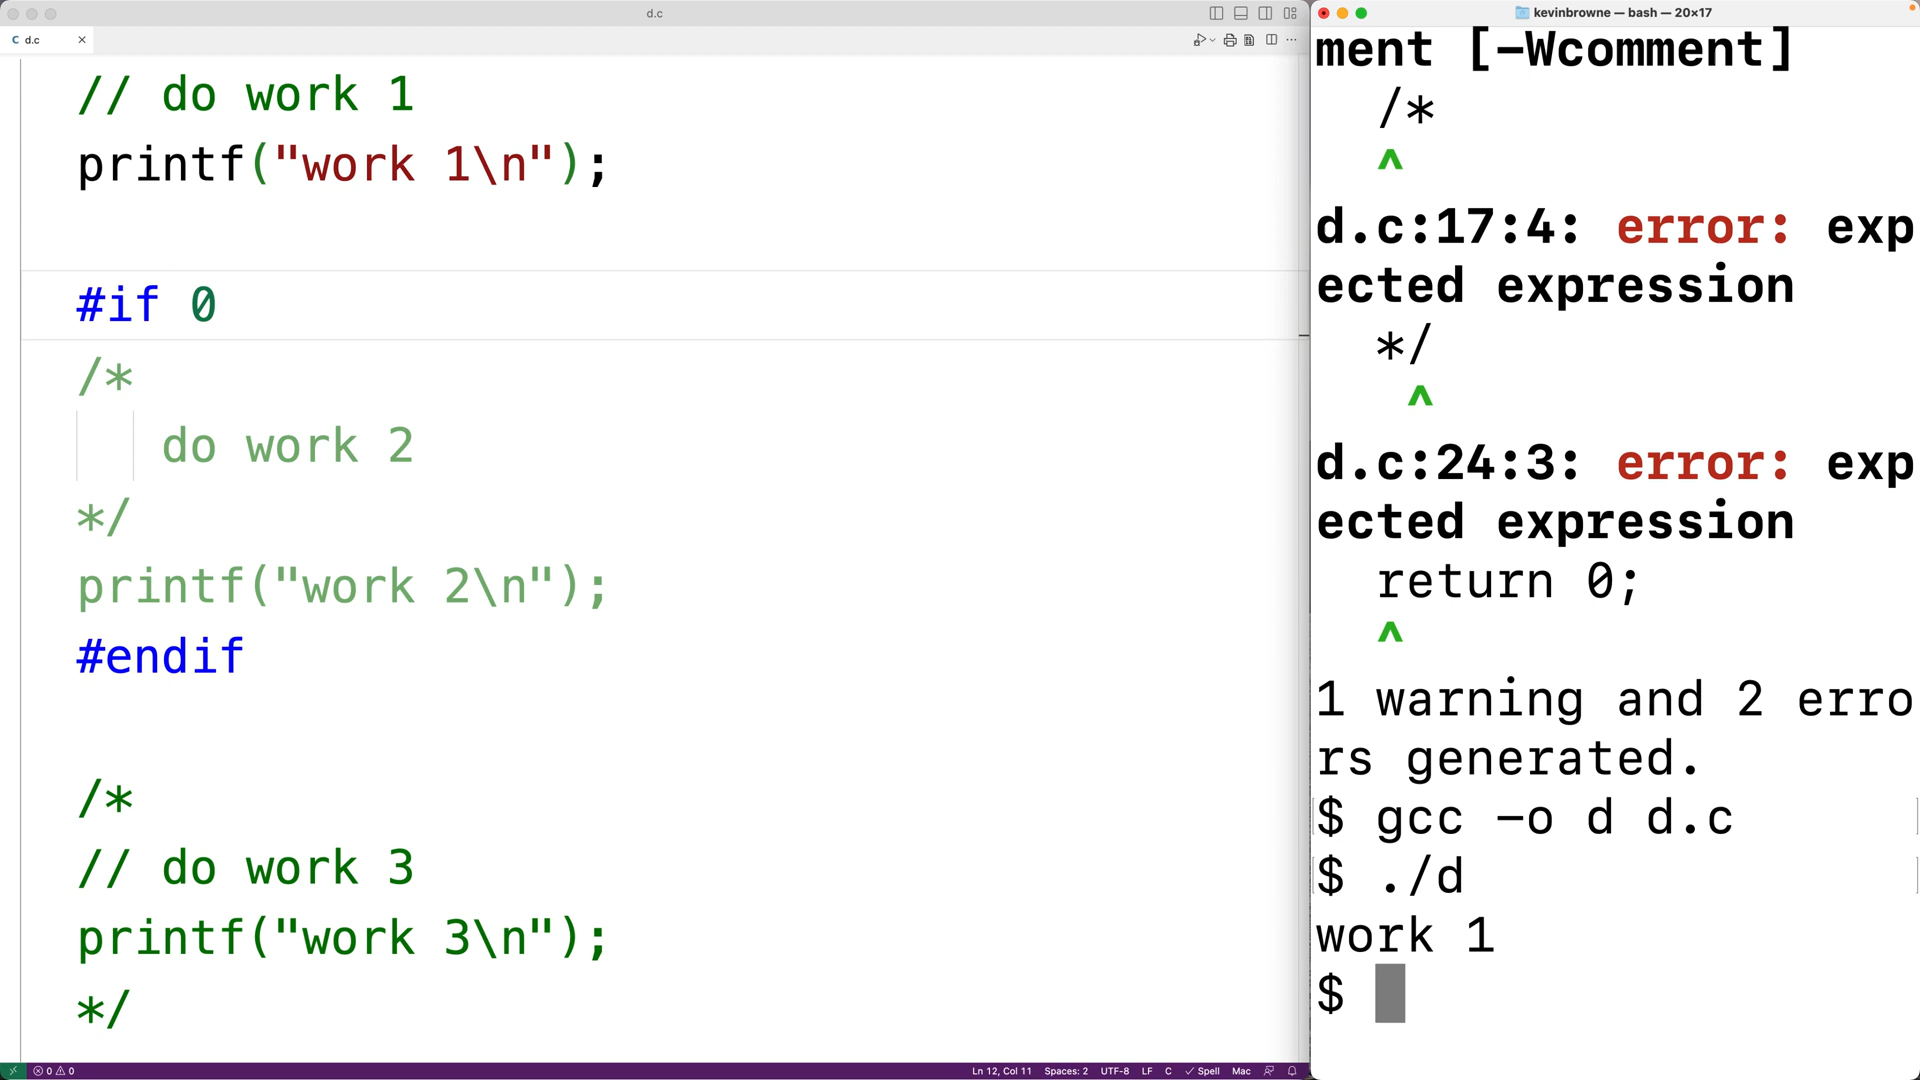 d.c
C d.c ×
// do work 1
printf("work 1\n");
#if 0
/*
do work 2
*/
printf("work 2\n");
#endif
/*
// do work 3
printf("work 3\n");
*/
0 0
Ln 12, Col 11 Spaces: 2 UTF-8 LF C Spell Mac
kevinbrowne — bash — 20×17
ment [-Wcomment]
/*
^
d.c:17:4: error: exp
ected expression
*/
^
d.c:24:3: error: exp
ected expression
return 0;
^
1 warning and 2 erro
rs generated.
$ gcc -o d d.c
$ ./d
work 1
$